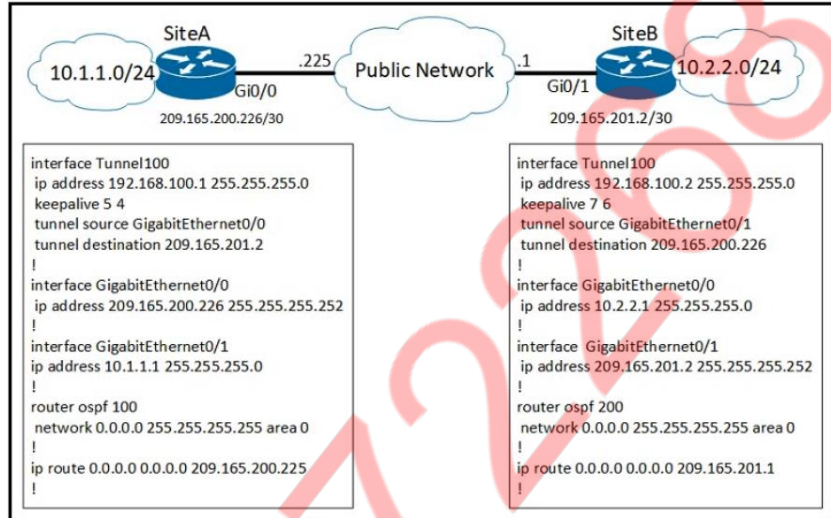 SiteA
SiteB
10.1.1.0/24
.225
Public Network
.1
10.2.2.0/24
Gi0/0
Gi0/1
209.165.200.226/30
209.165.201.2/30
interface Tunnel100
ip address 192.168.100.1 255.255.255.0
keepalive 5 4
tunnel source GigabitEthernet0/0
tunnel destination 209.165.201.2
!
interface GigabitEthernet0/0
ip address 209.165.200.226 255.255.255.252
!
interface GigabitEthernet0/1
ip address 10.1.1.1 255.255.255.0
!
router ospf 100
network 0.0.0.0 255.255.255.255 area 0
!
ip route 0.0.0.0 0.0.0.0 209.165.200.225
!
interface Tunnel100
ip address 192.168.100.2 255.255.255.0
keepalive 7 6
tunnel source GigabitEthernet0/1
tunnel destination 209.165.200.226
!
interface GigabitEthernet0/0
ip address 10.2.2.1 255.255.255.0
!
interface GigabitEthernet0/1
ip address 209.165.201.2 255.255.255.252
!
router ospf 200
network 0.0.0.0 255.255.255.255 area 0
!
ip route 0.0.0.0 0.0.0.0 209.165.201.1
!